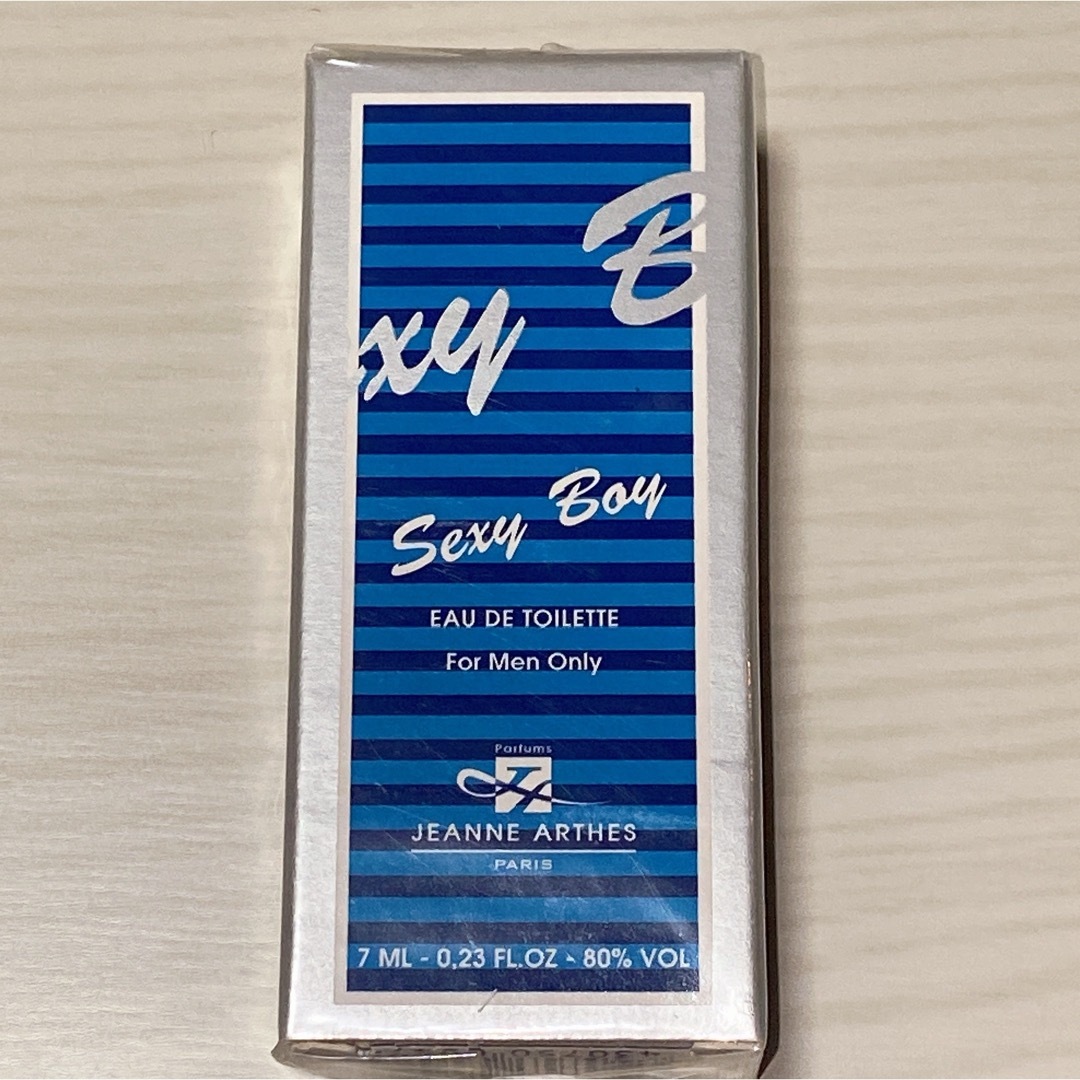 xy B
Sexy Boy
EAU DE TOILETTE
For Men Only
Parfums
JEANNE ARTHES
PARIS
7 ML - 0,23 FL.OZ - 80% VOL